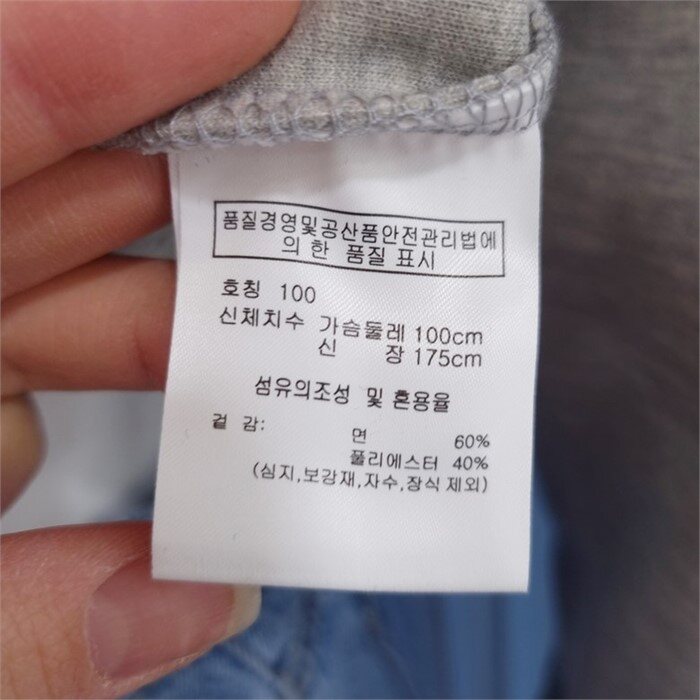 품질경영및공산품안전관리법에
의 한 품질 표시
호칭 100
신체치수 가슴둘레 100cm
신 장 175cm
섬유의조성 및 혼용율
겉 감: 면 60%
폴리에스터 40%
(심지,보강재,자수,장식 제외)